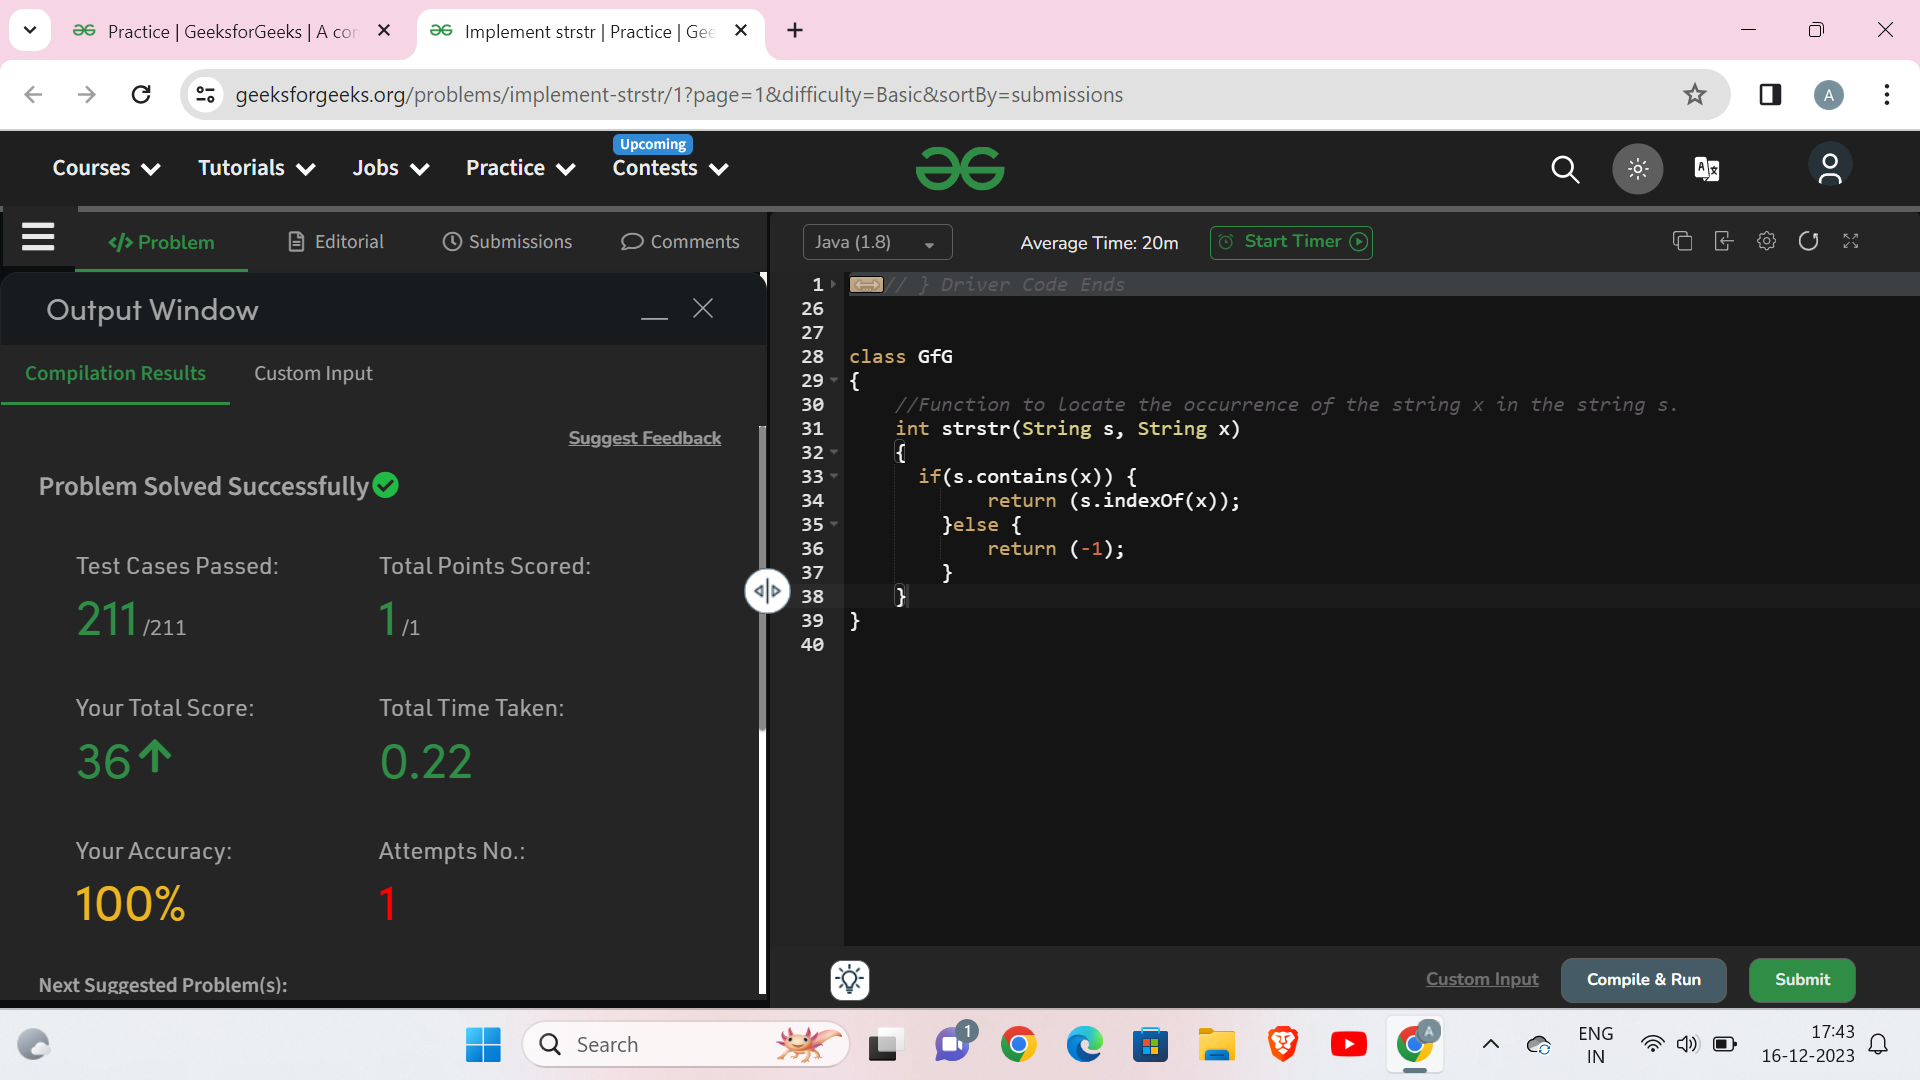 Practice | GeeksforGeeks | A co
Implement strstr | Practice | Gee
geeksforgeeks.org/problems/implement-strstr/1?page=1&difficulty=Basic&sortBy=submissions
A
Upcoming
Courses
Tutorials
Jobs
Practice
Contests
</> Problem
Editorial
Submissions
Comments
Java (1.8)
Average Time: 20m
Start Timer
Output Window
Compilation Results
Custom Input
Suggest Feedback
Problem Solved Successfully
Test Cases Passed:
211 /211
Total Points Scored:
1 /1
Your Total Score:
36
Total Time Taken:
0.22
Your Accuracy:
100%
Attempts No.:
1
Next Suggested Problem(s):
1 // } Driver Code Ends
26
27
28 class GfG
29 {
30 //Function to locate the occurrence of the string x in the string s.
31 int strstr(String s, String x)
32 {
33 if(s.contains(x)) {
34 return (s.indexOf(x));
35 }else {
36 return (-1);
37 }
38 }
39 }
40
Custom Input
Compile & Run
Submit
Search
1
A
ENG
IN
17:43
16-12-2023